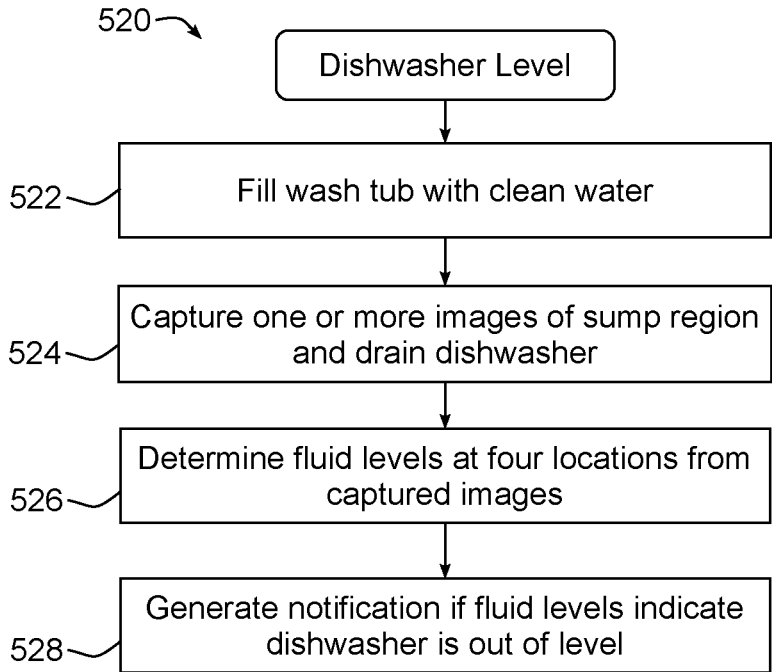 520
Dishwasher Level
522
Fill wash tub with clean water
524
Capture one or more images of sump region
and drain dishwasher
526
Determine fluid levels at four locations from
captured images
528
Generate notification if fluid levels indicate
dishwasher is out of level